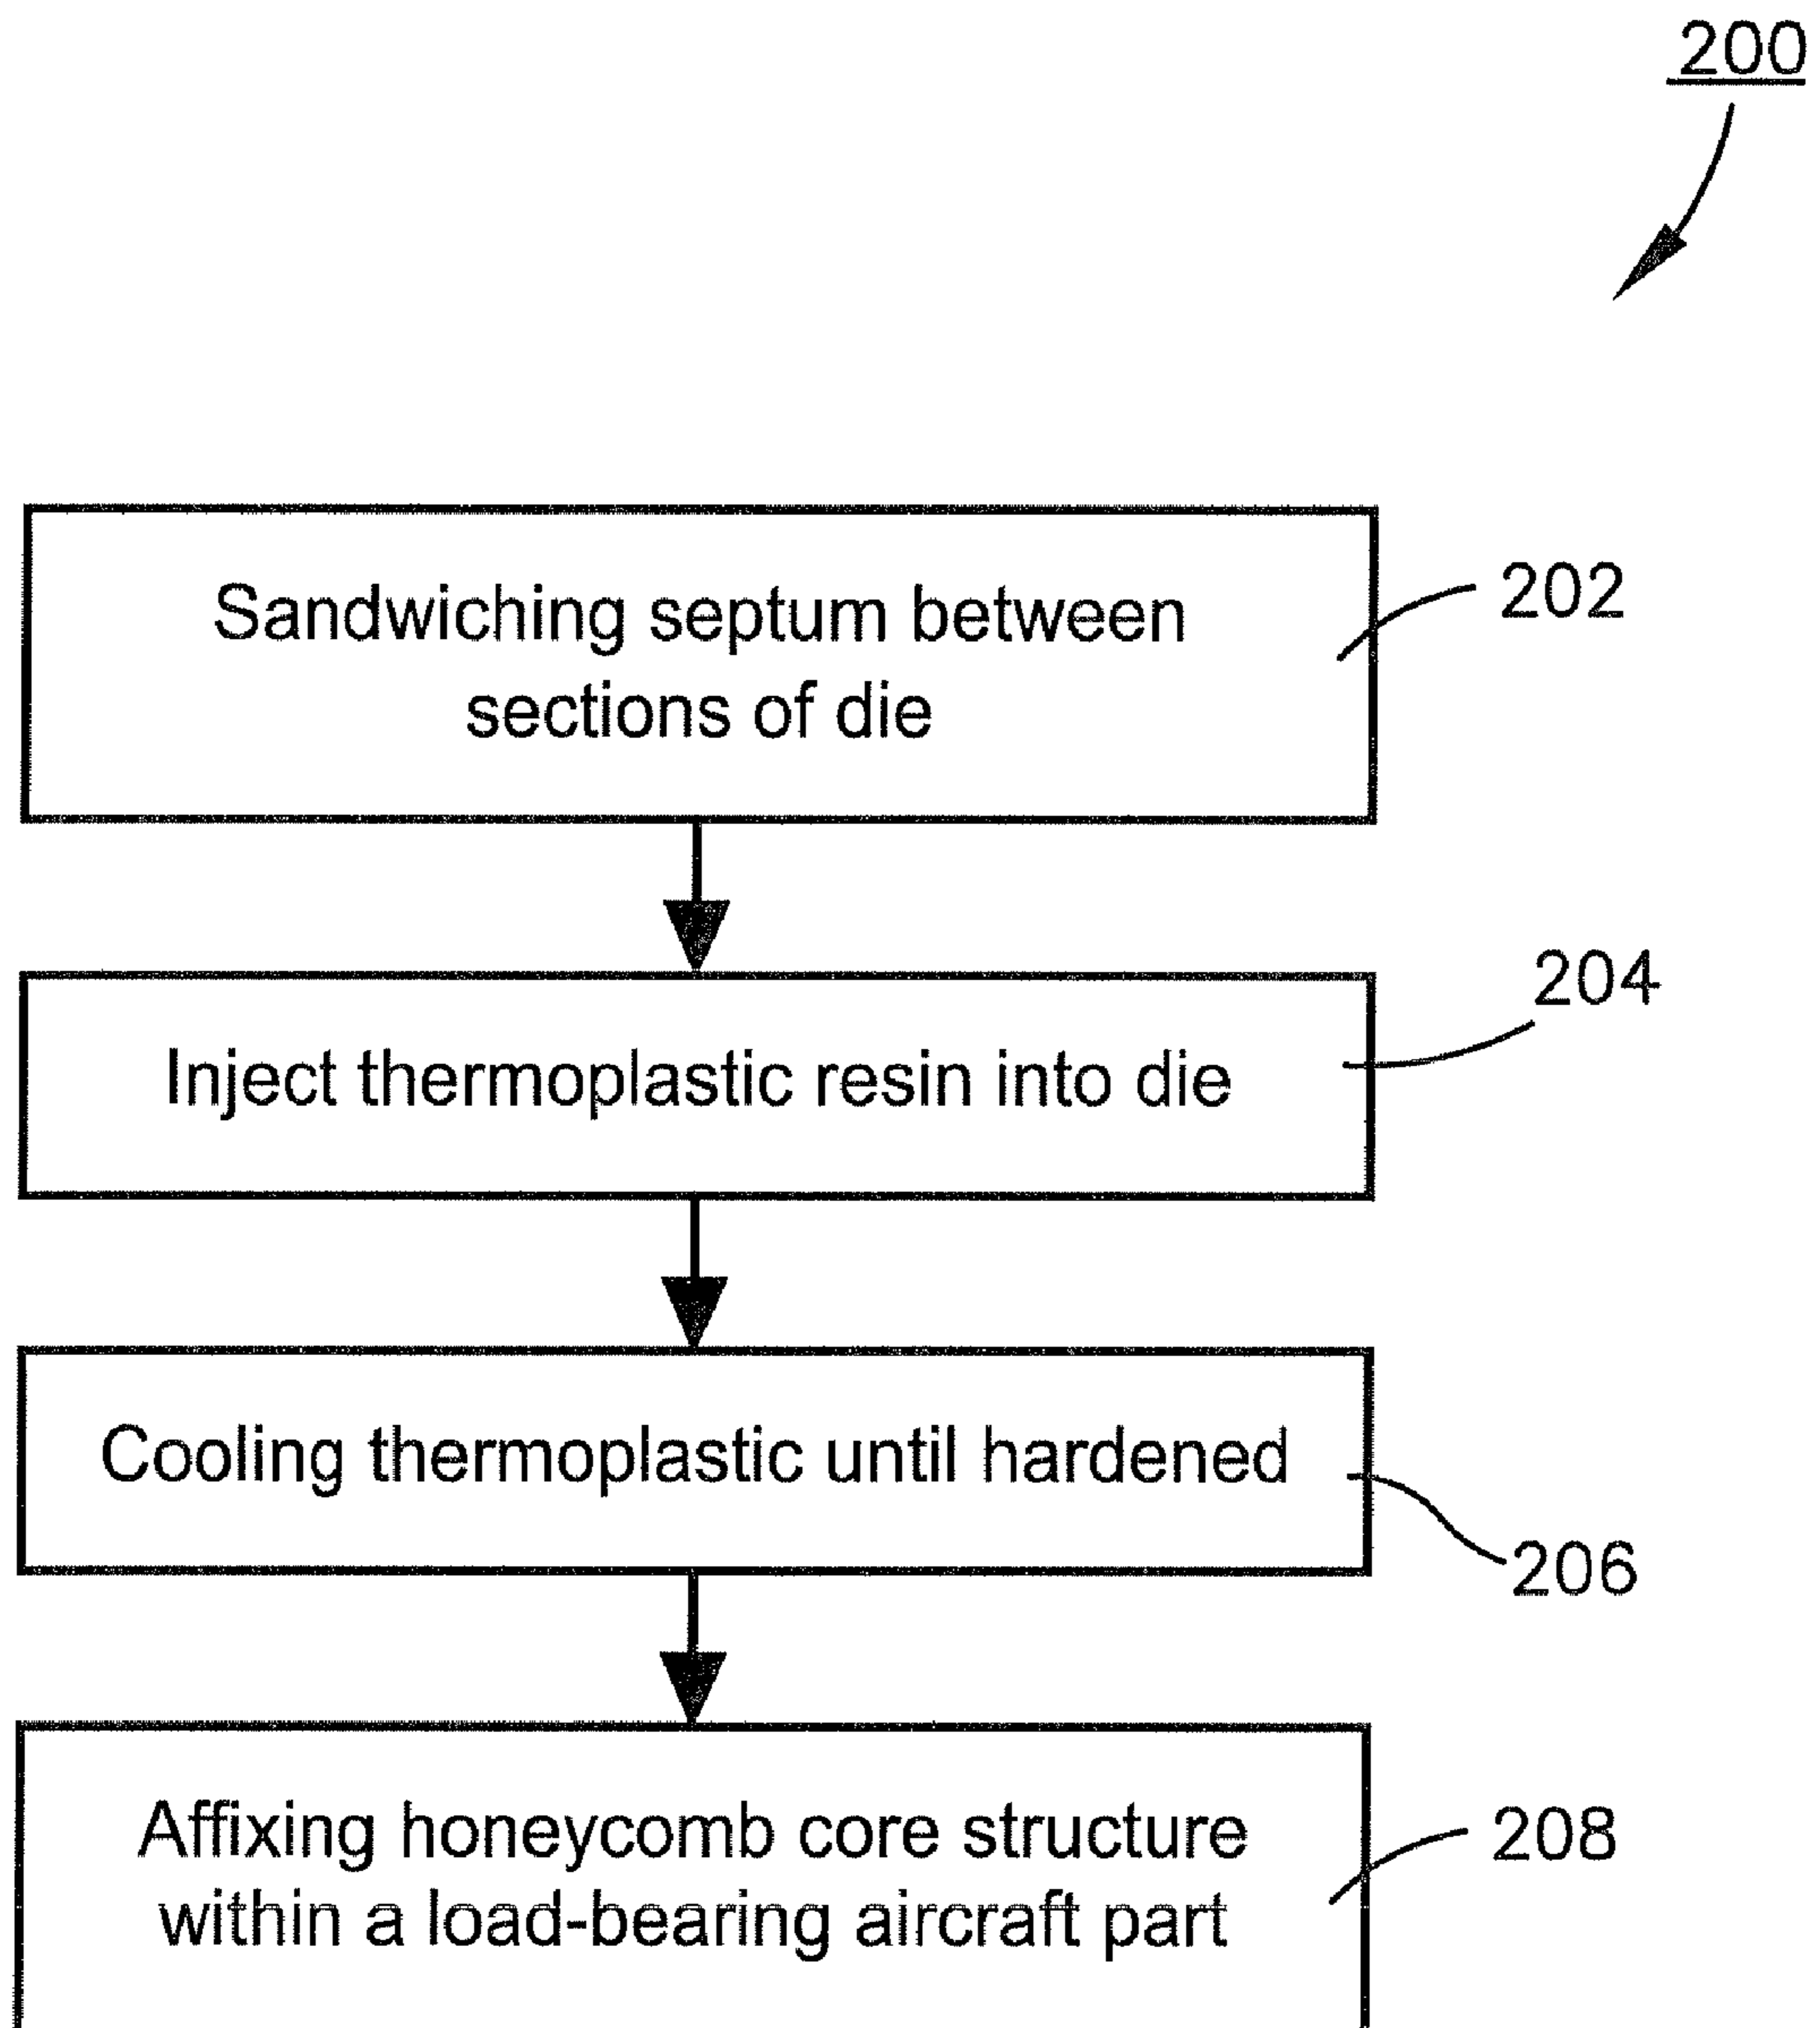 200
Sandwiching septum between
sections of die
202
Inject thermoplastic resin into die
204
Cooling thermoplastic until hardened
206
Affixing honeycomb core structure
within a load-bearing aircraft part
208